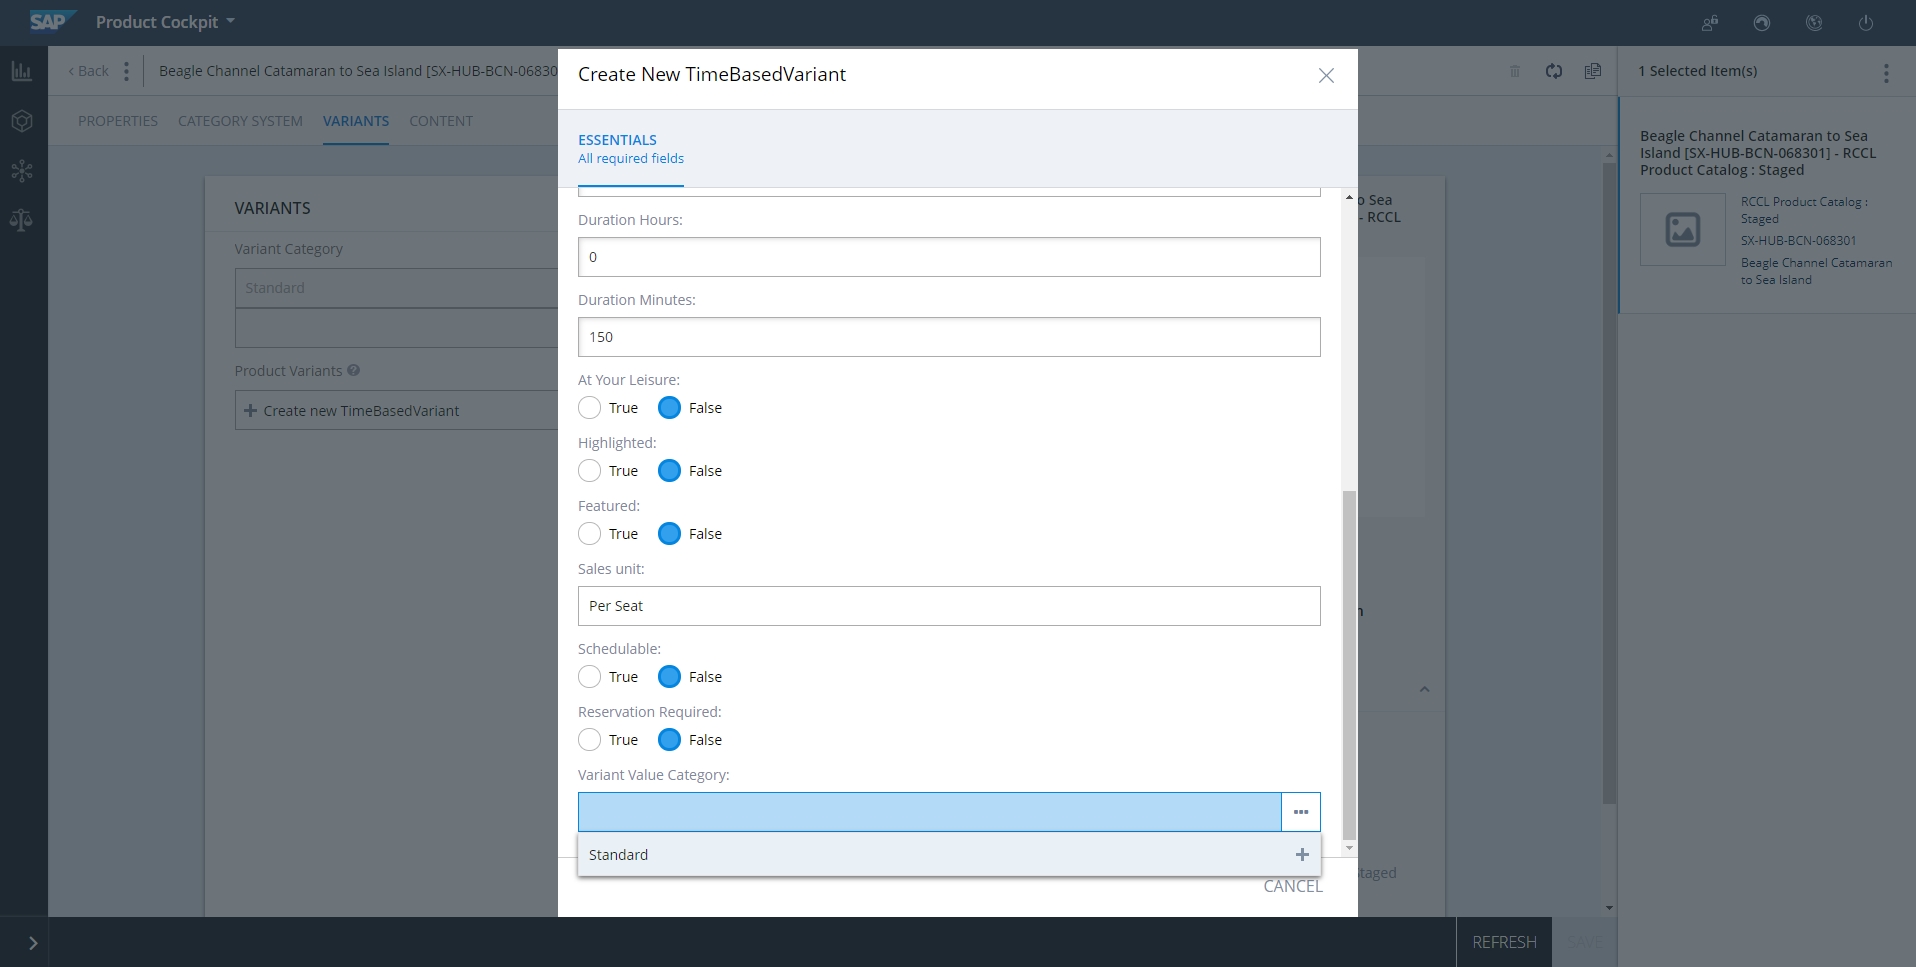 SAP Product Cockpit
Back
Beagle Channel Catamaran to Sea Island [SX-HUB-BCN-06830
PROPERTIES CATEGORY SYSTEM VARIANTS CONTENT
VARIANTS
Variant Category
Standard
Product Variants
Create new TimeBasedVariant
Create New TimeBasedVariant
ESSENTIALS
All required fields
Duration Hours:
0
Duration Minutes:
150
At Your Leisure:
True False
Highlighted:
True False
Featured:
True False
Sales unit:
Per Seat
Schedulable:
True False
Reservation Required:
True False
Variant Value Category:
Standard
CANCEL
o Sea
- RCCL
n
Staged
1 Selected Item(s)
Beagle Channel Catamaran to Sea
Island [SX-HUB-BCN-068301] - RCCL
Product Catalog : Staged
RCCL Product Catalog :
Staged
SX-HUB-BCN-068301
Beagle Channel Catamaran
to Sea Island
REFRESH SAVE